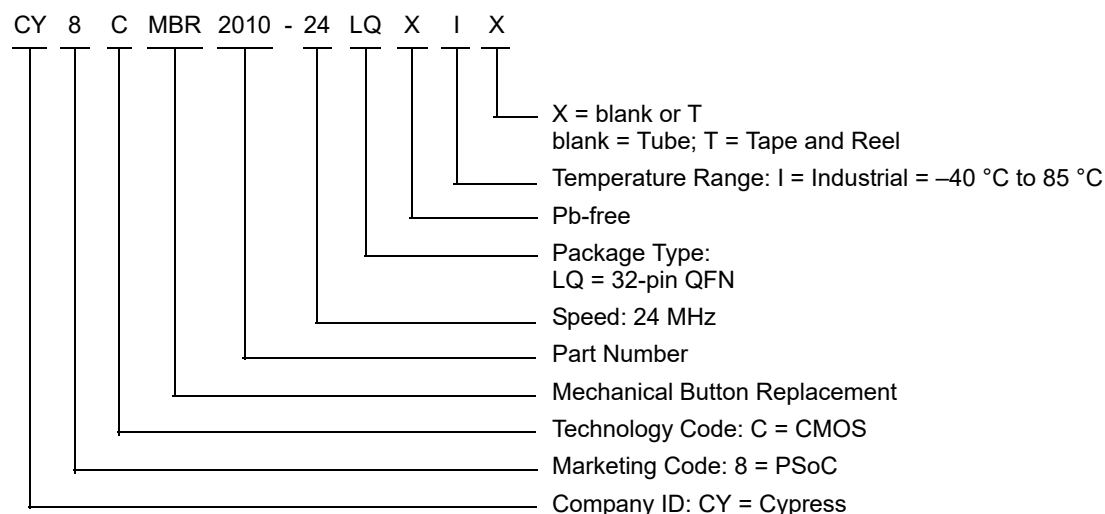 CY 8 C MBR 2010 - 24 LQ X I X
X = blank or T
blank = Tube; T = Tape and Reel
Temperature Range: I = Industrial = –40 °C to 85 °C
Pb-free
Package Type:
LQ = 32-pin QFN
Speed: 24 MHz
Part Number
Mechanical Button Replacement
Technology Code: C = CMOS
Marketing Code: 8 = PSoC
Company ID: CY = Cypress